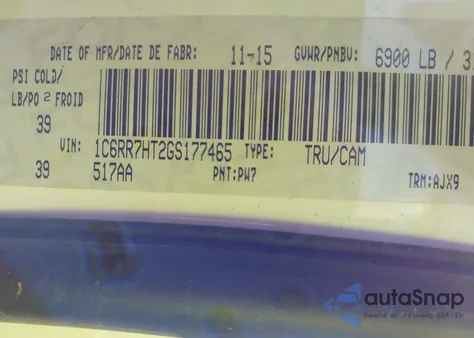 DATE OF MFR/DATE DE FABR: 11-15 GVWR/PNBV: 6900 LB / 3
PSI COLD/
LB/PO 2 FROID
39
VIN: 1C6RR7HT2GS177465 TYPE: TRU/CAM
39 517AA PNT:PW7 TRM:AJX9
autoSnap